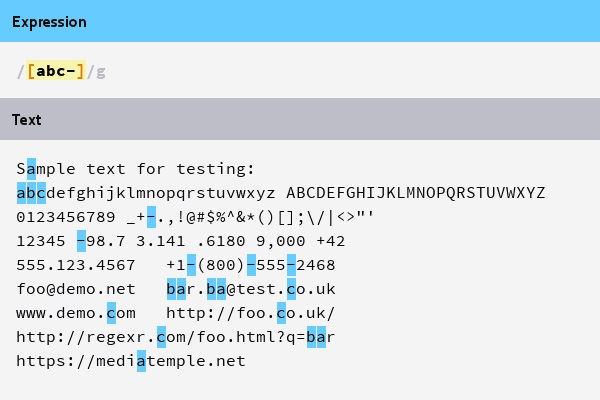 Expression
/[abc-]/g
Text
Sample text for testing:
abcdefghijklmnopqrstuvwxyz ABCDEFGHIJKLMNOPQRSTUVWXYZ
0123456789 _+-.,!@#$%^&*()[];\/|<>"'
12345 -98.7 3.141 .6180 9,000 +42
555.123.4567   +1-(800)-555-2468
foo@demo.net   bar.ba@test.co.uk
www.demo.com   http://foo.co.uk/
http://regexr.com/foo.html?q=bar
https://mediatemple.net